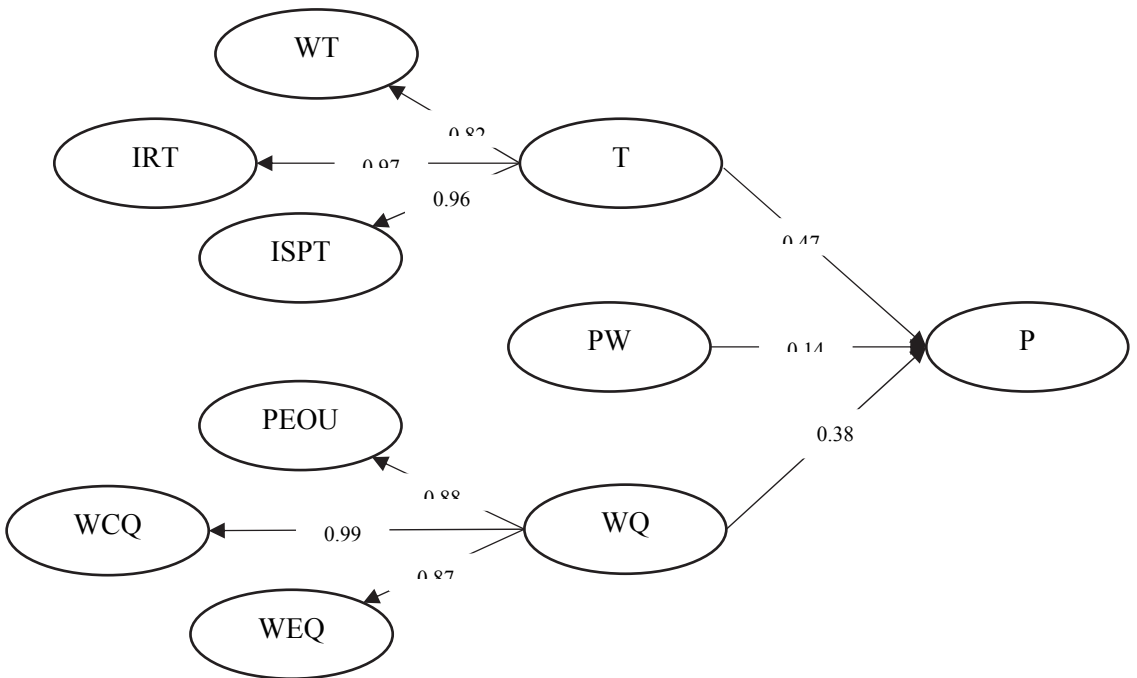 WT
0.82
IRT
0.97
T
0.96
ISPT
0.47
PW
0.14
P
PEOU
0.38
0.88
WCQ
0.99
WQ
0.87
WEQ